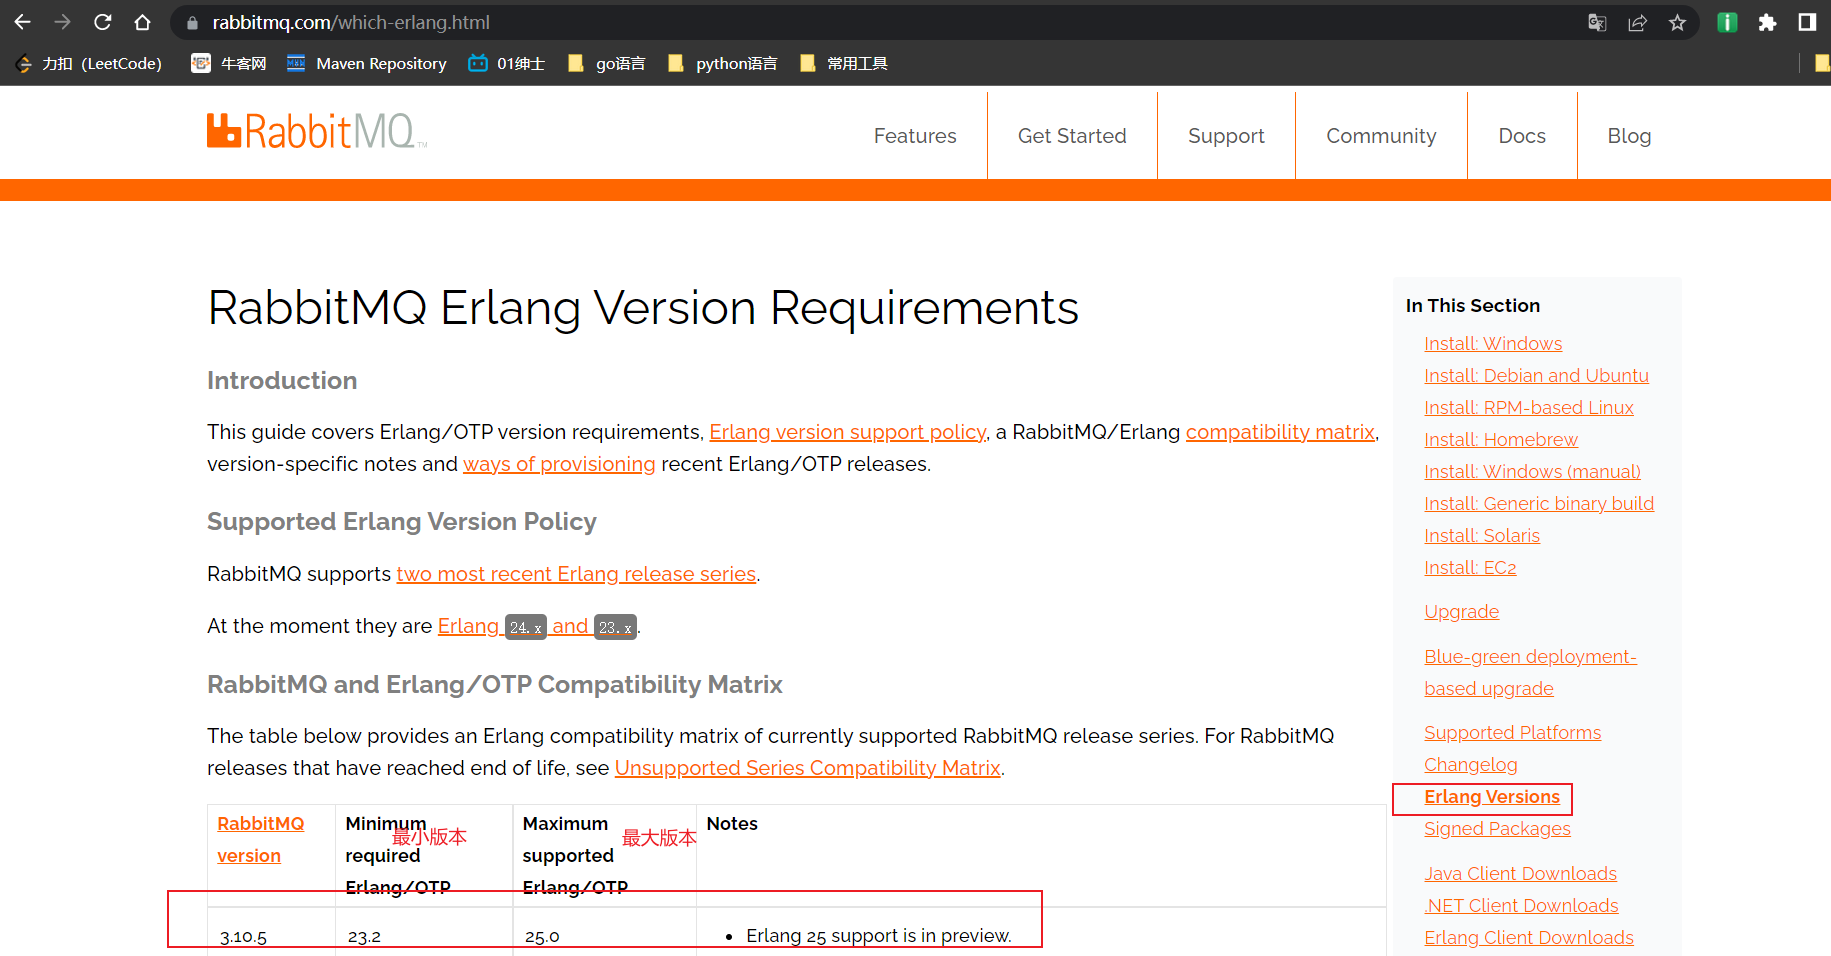 rabbitmq.com/which-erlang.html
力扣 (LeetCode) 牛客网 Maven Repository 01绅士 go语言 python语言 常用工具
RabbitMQ™ Features Get Started Support Community Docs Blog
RabbitMQ Erlang Version Requirements
Introduction
This guide covers Erlang/OTP version requirements, Erlang version support policy, a RabbitMQ/Erlang compatibility matrix,
version-specific notes and ways of provisioning recent Erlang/OTP releases.
Supported Erlang Version Policy
RabbitMQ supports two most recent Erlang release series.
At the moment they are Erlang 24.x and 23.x.
RabbitMQ and Erlang/OTP Compatibility Matrix
The table below provides an Erlang compatibility matrix of currently supported RabbitMQ release series. For RabbitMQ
releases that have reached end of life, see Unsupported Series Compatibility Matrix.
RabbitMQ
version
Minimum
required
Erlang/OTP
最小版本
Maximum
supported
Erlang/OTP
最大版本
Notes
3.10.5 23.2 25.0 • Erlang 25 support is in preview.
In This Section
Install: Windows
Install: Debian and Ubuntu
Install: RPM-based Linux
Install: Homebrew
Install: Windows (manual)
Install: Generic binary build
Install: Solaris
Install: EC2
Upgrade
Blue-green deployment-
based upgrade
Supported Platforms
Changelog
Erlang Versions
Signed Packages
Java Client Downloads
.NET Client Downloads
Erlang Client Downloads